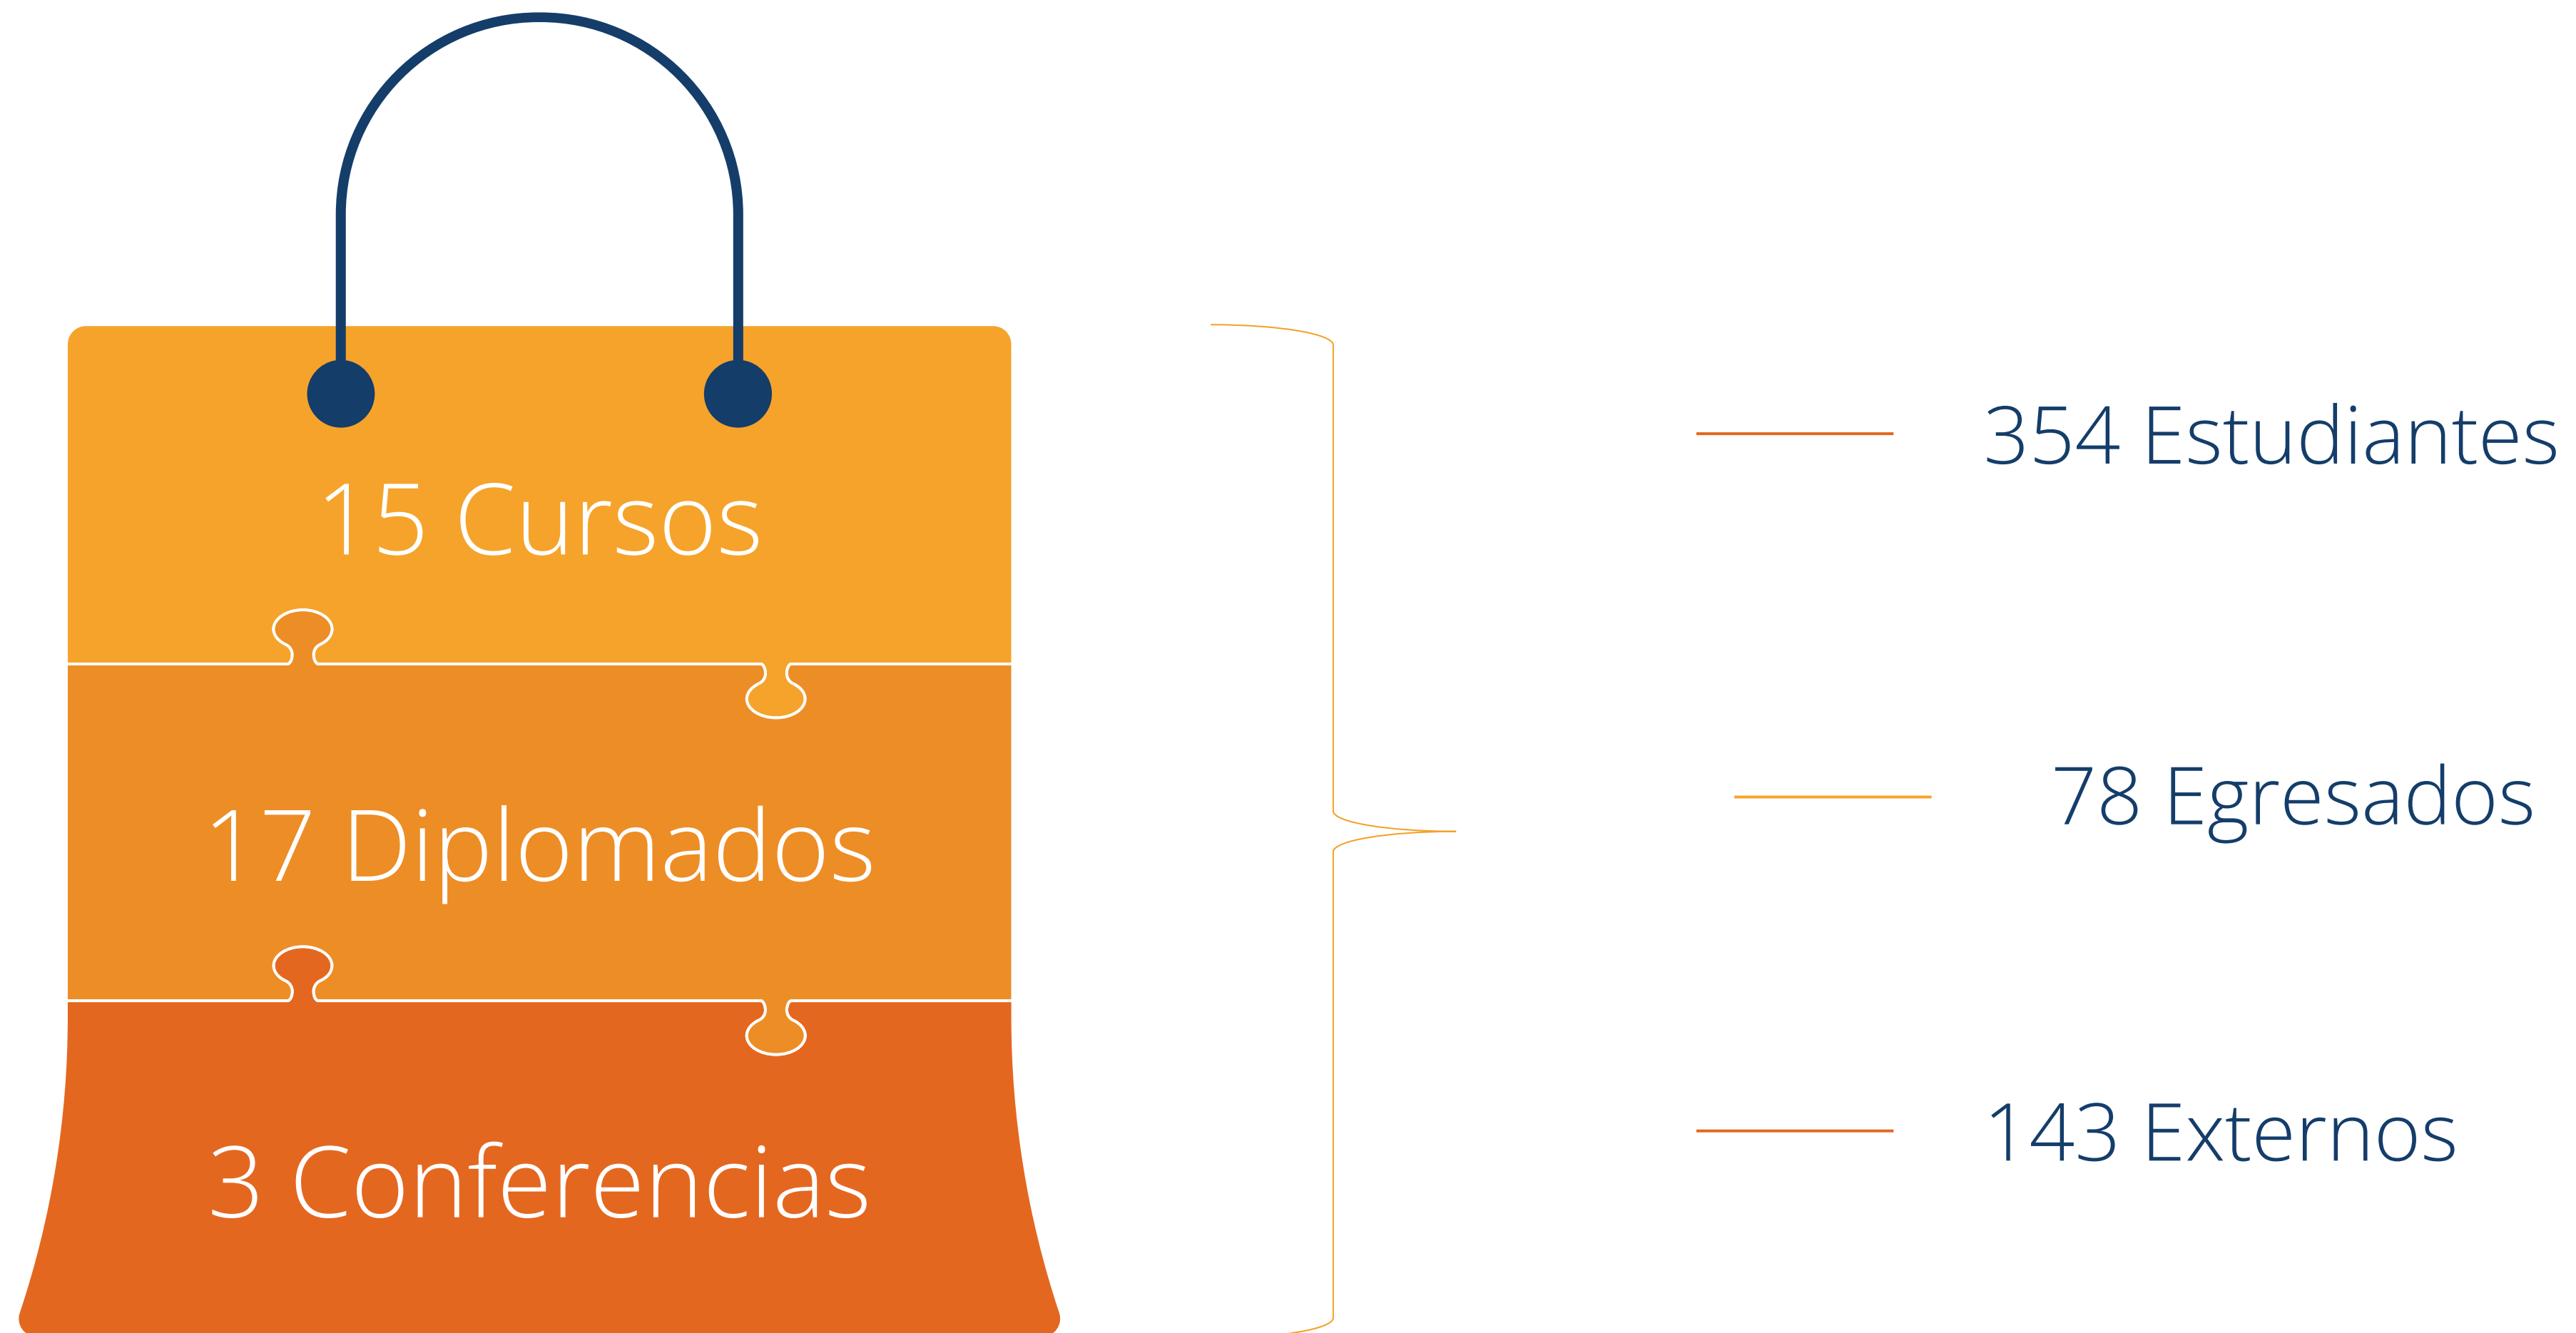 15 Cursos
17 Diplomados
3 Conferencias
354 Estudiantes
78 Egresados
143 Externos